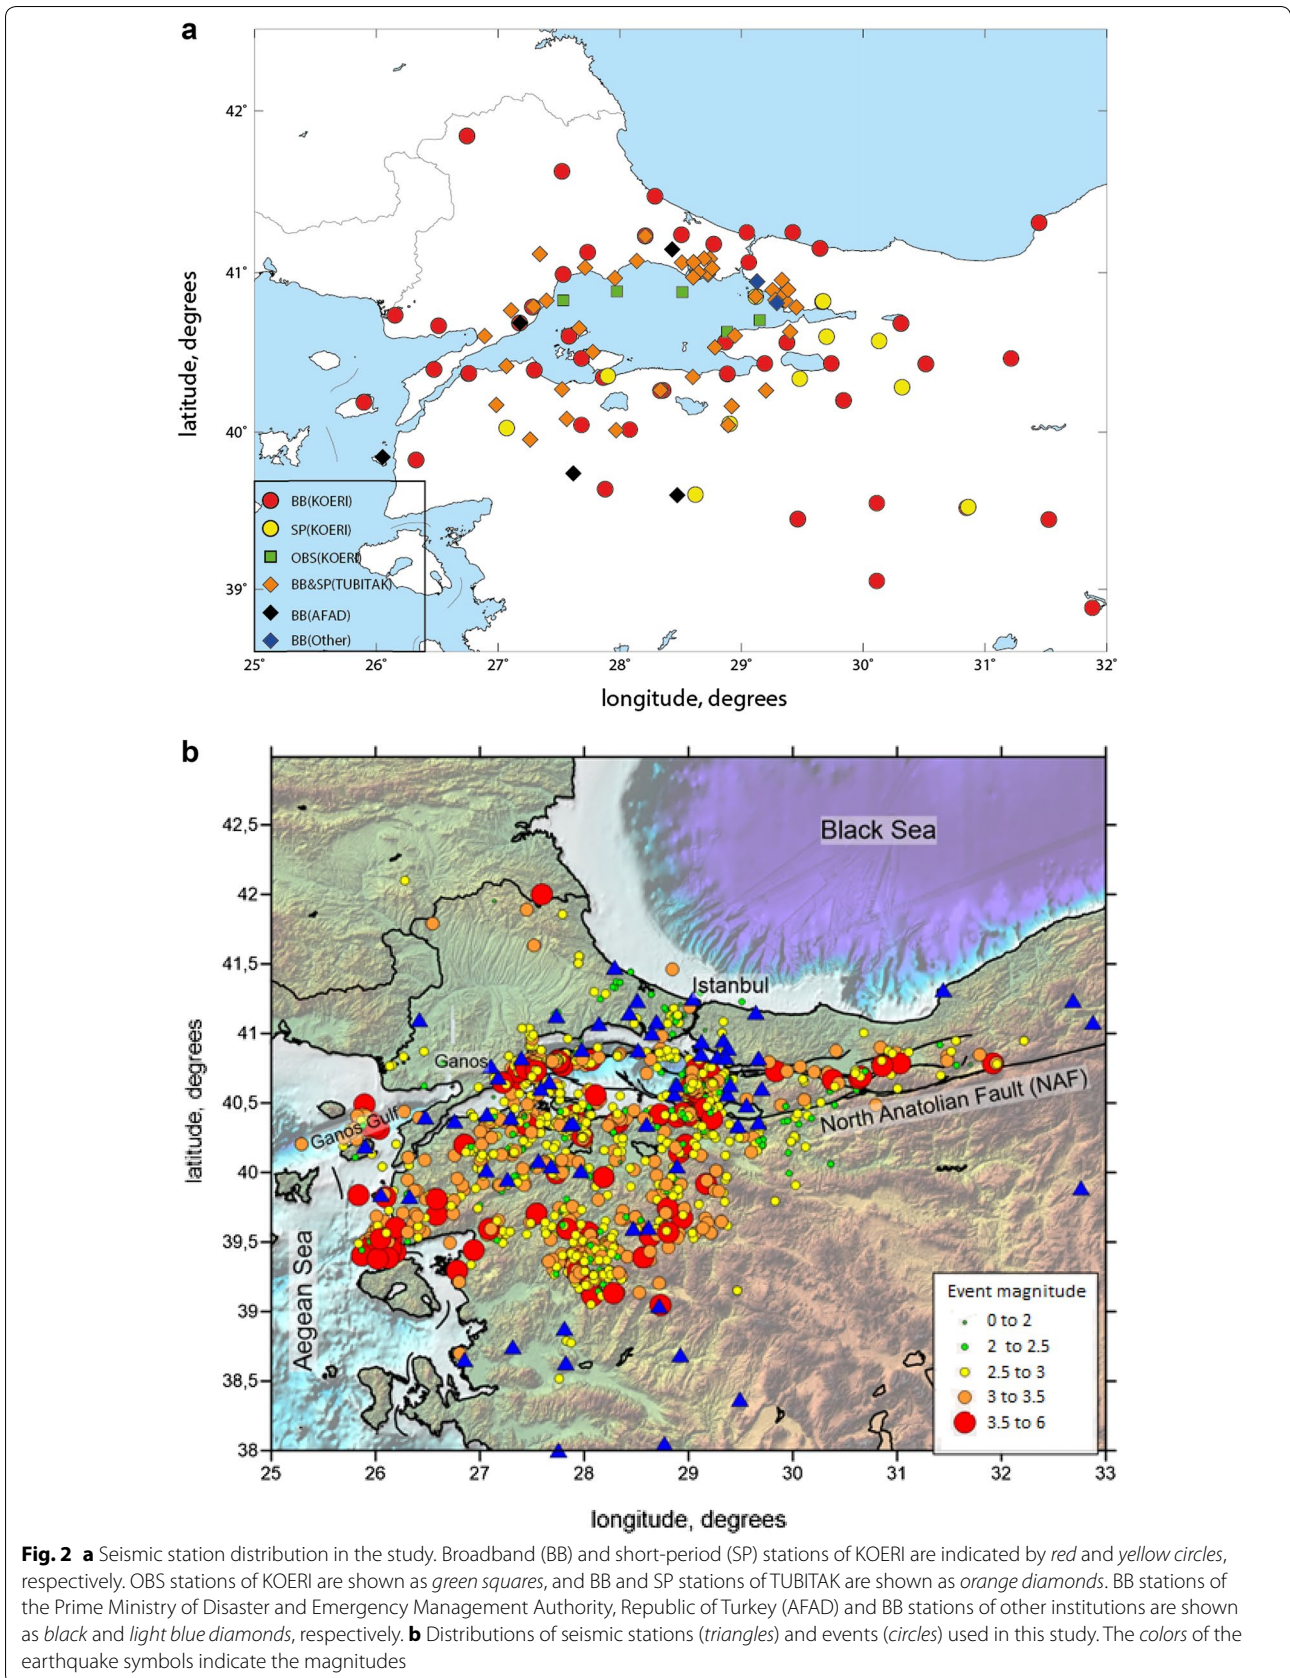 a
42°
41°
40°
39°
latitude, degrees
BB(KOERI)
SP(KOERI)
OBS(KOERI)
BB&SP(TUBITAK)
BB(AFAD)
BB(Other)
25° 26° 27° 28° 29° 30° 31° 32°
longitude, degrees
b
42,5
42
41,5
41
40,5
40
39,5
39
38,5
38
latitude, degrees
Black Sea
Istanbul
Ganos
Ganos Gulf
North Anatolian Fault (NAF)
Aegean Sea
Event magnitude
0 to 2
2 to 2.5
2.5 to 3
3 to 3.5
3.5 to 6
25 26 27 28 29 30 31 32 33
longitude, degrees
Fig. 2 a Seismic station distribution in the study. Broadband (BB) and short-period (SP) stations of KOERI are indicated by red and yellow circles,
respectively. OBS stations of KOERI are shown as green squares, and BB and SP stations of TUBITAK are shown as orange diamonds. BB stations of
the Prime Ministry of Disaster and Emergency Management Authority, Republic of Turkey (AFAD) and BB stations of other institutions are shown
as black and light blue diamonds, respectively. b Distributions of seismic stations (triangles) and events (circles) used in this study. The colors of the
earthquake symbols indicate the magnitudes